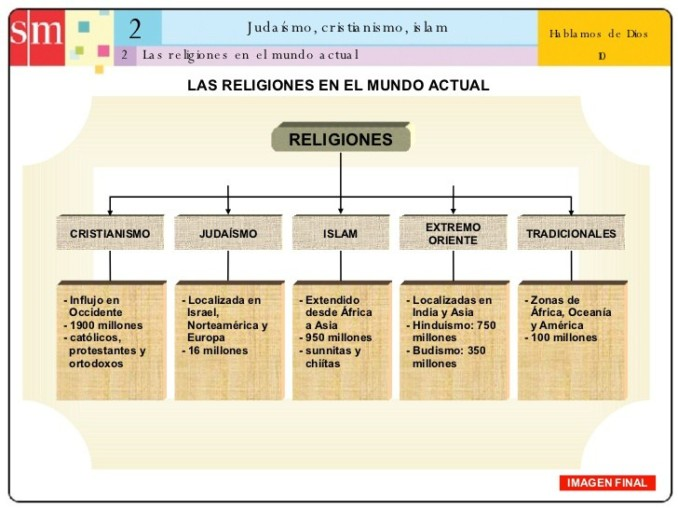 sm
2
Judaísmo, cristianismo, islam
Hablamos de Dios
10
2 Las religiones en el mundo actual
LAS RELIGIONES EN EL MUNDO ACTUAL
RELIGIONES
CRISTIANISMO
- Influjo en
Occidente
- 1900 millones
- católicos,
protestantes y
ortodoxos
JUDAÍSMO
- Localizada en
Israel,
Norteamérica y
Europa
- 16 millones
ISLAM
- Extendido
desde África
a Asia
- 950 millones
- sunnitas y
chiítas
EXTREMO
ORIENTE
- Localizadas en
India y Asia
- Hinduismo: 750
millones
- Budismo: 350
millones
TRADICIONALES
- Zonas de
África, Oceanía
y América
- 100 millones
IMAGEN FINAL